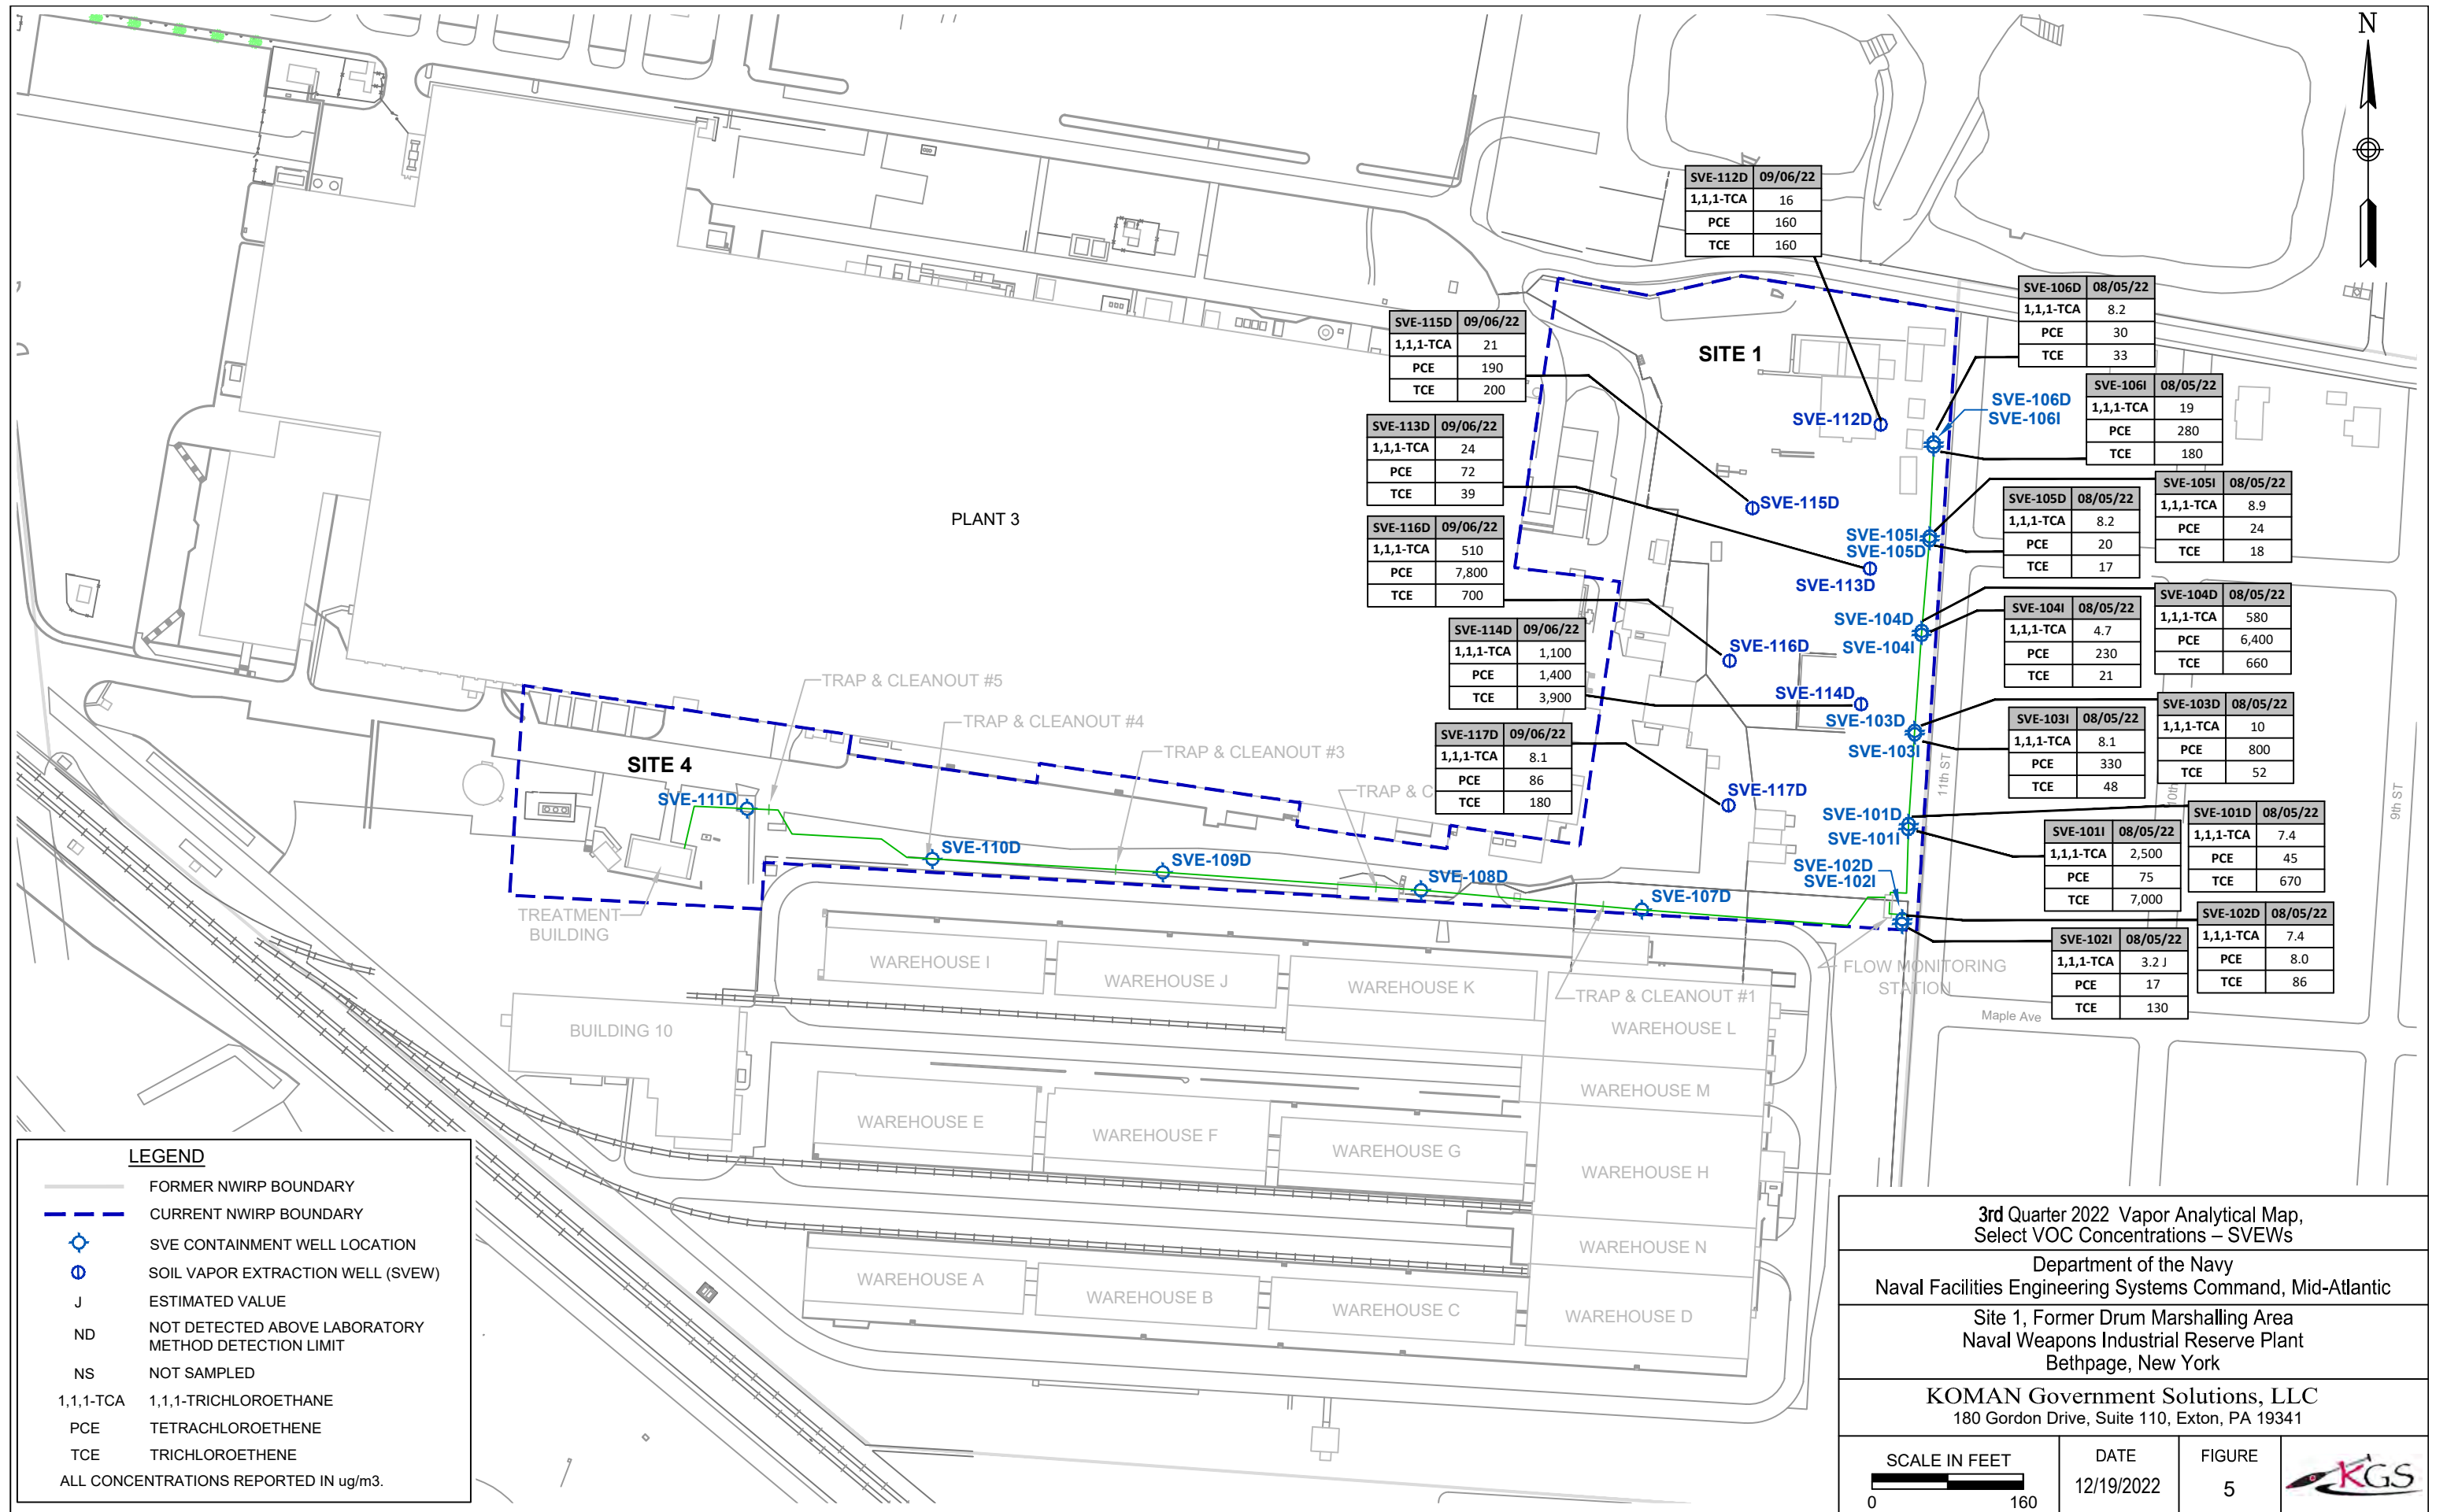 N
SVE-112D 09/06/22
1,1,1-TCA 16
PCE 160
TCE 160
SVE-106D 08/05/22
1,1,1-TCA 8.2
PCE 30
TCE 33
SVE-115D 09/06/22
1,1,1-TCA 21
PCE 190
TCE 200
SITE 1
SVE-106I 08/05/22
1,1,1-TCA 19
PCE 280
TCE 180
SVE-106D
SVE-106I
SVE-112D
SVE-113D 09/06/22
1,1,1-TCA 24
PCE 72
TCE 39
SVE-105I 08/05/22
1,1,1-TCA 8.9
PCE 24
TCE 18
SVE-105D 08/05/22
1,1,1-TCA 8.2
PCE 20
TCE 17
SVE-115D
PLANT 3
SVE-116D 09/06/22
1,1,1-TCA 510
PCE 7,800
TCE 700
SVE-105I
SVE-105D
SVE-113D
SVE-104D 08/05/22
1,1,1-TCA 580
PCE 6,400
TCE 660
SVE-104I 08/05/22
1,1,1-TCA 4.7
PCE 230
TCE 21
SVE-104D
SVE-104I
SVE-114D 09/06/22
1,1,1-TCA 1,100
PCE 1,400
TCE 3,900
SVE-116D
SVE-114D
SVE-103D
SVE-103I
SVE-103D 08/05/22
1,1,1-TCA 10
PCE 800
TCE 52
SVE-103I 08/05/22
1,1,1-TCA 8.1
PCE 330
TCE 48
SVE-117D 09/06/22
1,1,1-TCA 8.1
PCE 86
TCE 180
SVE-117D
TRAP & CLEANOUT #5
TRAP & CLEANOUT #4
TRAP & CLEANOUT #3
TRAP & C
SITE 4
SVE-111D
SVE-110D
SVE-109D
SVE-108D
SVE-107D
11th ST
10th
9th ST
SVE-101D
SVE-101I
SVE-101D 08/05/22
1,1,1-TCA 7.4
PCE 45
TCE 670
SVE-101I 08/05/22
1,1,1-TCA 2,500
PCE 75
TCE 7,000
SVE-102D
SVE-102I
SVE-102D 08/05/22
1,1,1-TCA 7.4
PCE 8.0
TCE 86
SVE-102I 08/05/22
1,1,1-TCA 3.2 J
PCE 17
TCE 130
TREATMENT
BUILDING
FLOW MONITORING
STATION
TRAP & CLEANOUT #1
Maple Ave
WAREHOUSE I
WAREHOUSE J
WAREHOUSE K
WAREHOUSE L
BUILDING 10
WAREHOUSE M
WAREHOUSE E
WAREHOUSE F
WAREHOUSE G
WAREHOUSE H
WAREHOUSE N
WAREHOUSE A
WAREHOUSE B
WAREHOUSE C
WAREHOUSE D
LEGEND
FORMER NWIRP BOUNDARY
CURRENT NWIRP BOUNDARY
SVE CONTAINMENT WELL LOCATION
SOIL VAPOR EXTRACTION WELL (SVEW)
J ESTIMATED VALUE
ND NOT DETECTED ABOVE LABORATORY
METHOD DETECTION LIMIT
NS NOT SAMPLED
1,1,1-TCA 1,1,1-TRICHLOROETHANE
PCE TETRACHLOROETHENE
TCE TRICHLOROETHENE
ALL CONCENTRATIONS REPORTED IN ug/m3.
3rd Quarter 2022 Vapor Analytical Map,
Select VOC Concentrations – SVEWs
Department of the Navy
Naval Facilities Engineering Systems Command, Mid-Atlantic
Site 1, Former Drum Marshalling Area
Naval Weapons Industrial Reserve Plant
Bethpage, New York
KOMAN Government Solutions, LLC
180 Gordon Drive, Suite 110, Exton, PA 19341
SCALE IN FEET
0 160
DATE
12/19/2022
FIGURE
5
KGS